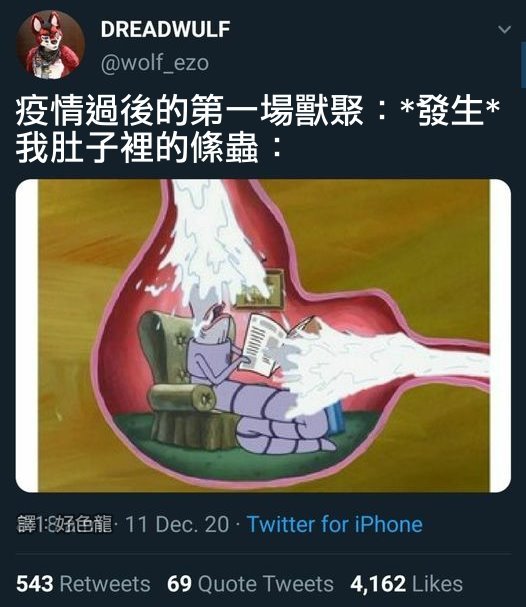 DREADWULF
@wolf_ezo
疫情過後的第一場獸聚：*發生*
我肚子裡的條蟲：
譯：好色龍 · 11 Dec. 20 · Twitter for iPhone
543 Retweets 69 Quote Tweets 4,162 Likes